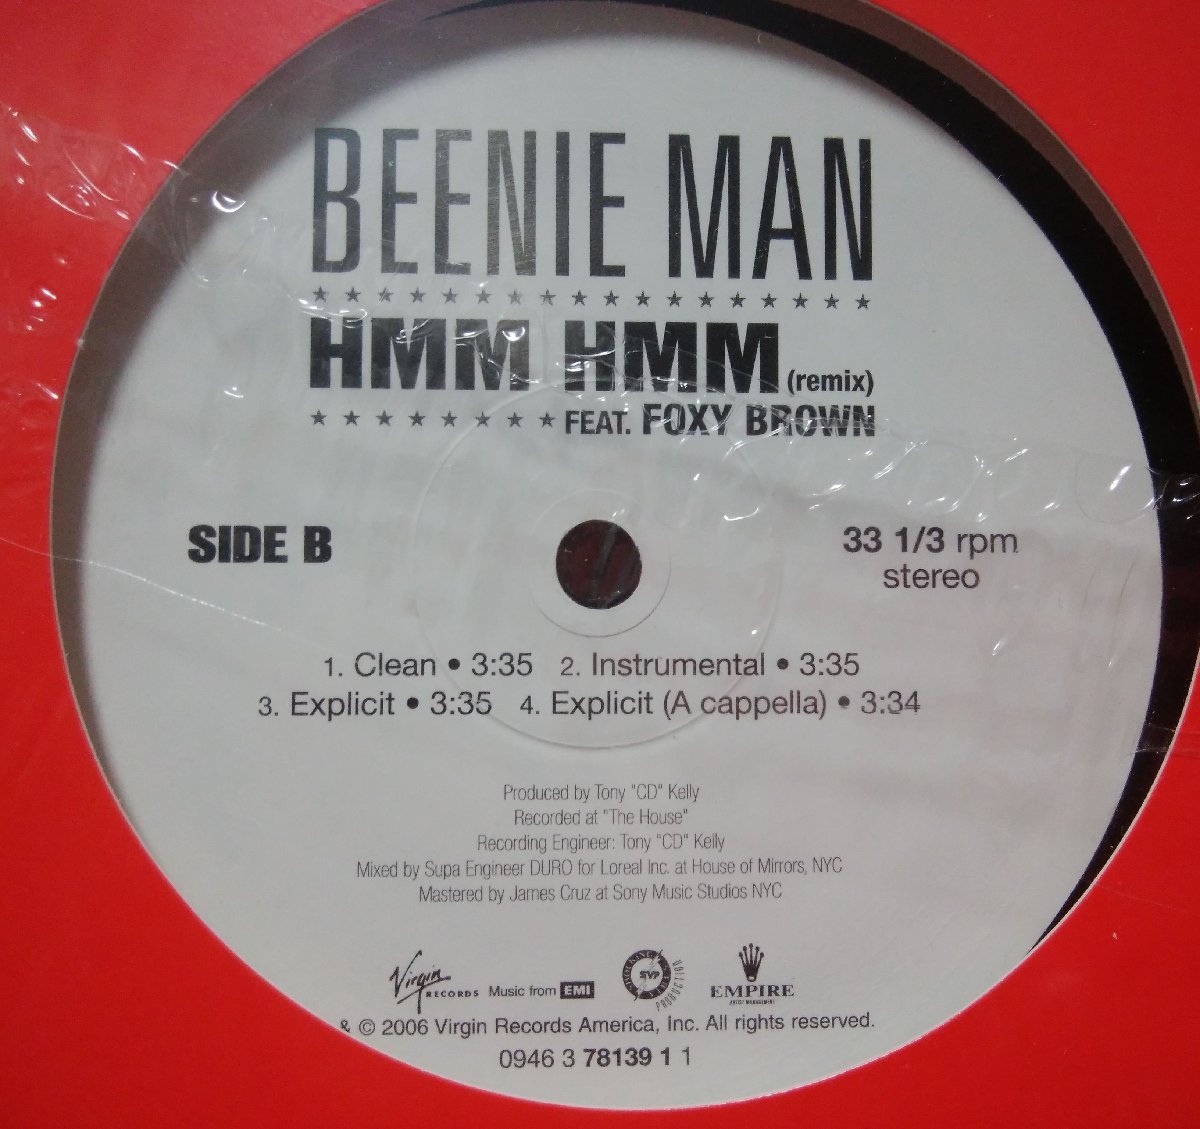 BEENIE MAN
HMM HMM (remix)
FEAT. FOXY BROWN
SIDE B
33 1/3 rpm
stereo
1. Clean • 3:35 2. Instrumental • 3:35
3. Explicit • 3:35 4. Explicit (A cappella) • 3:34
Produced by Tony "CD" Kelly
Recorded at "The House"
Recording Engineer: Tony "CD" Kelly
Mixed by Supa Engineer DURO for Loreal Inc. at House of Mirrors, NYC
Mastered by James Cruz at Sony Music Studios NYC
Virgin RECORDS Music from EMI SVP EMPIRE
ARTIST MANAGEMENT
& © 2006 Virgin Records America, Inc. All rights reserved.
0946 3 78139 1 1